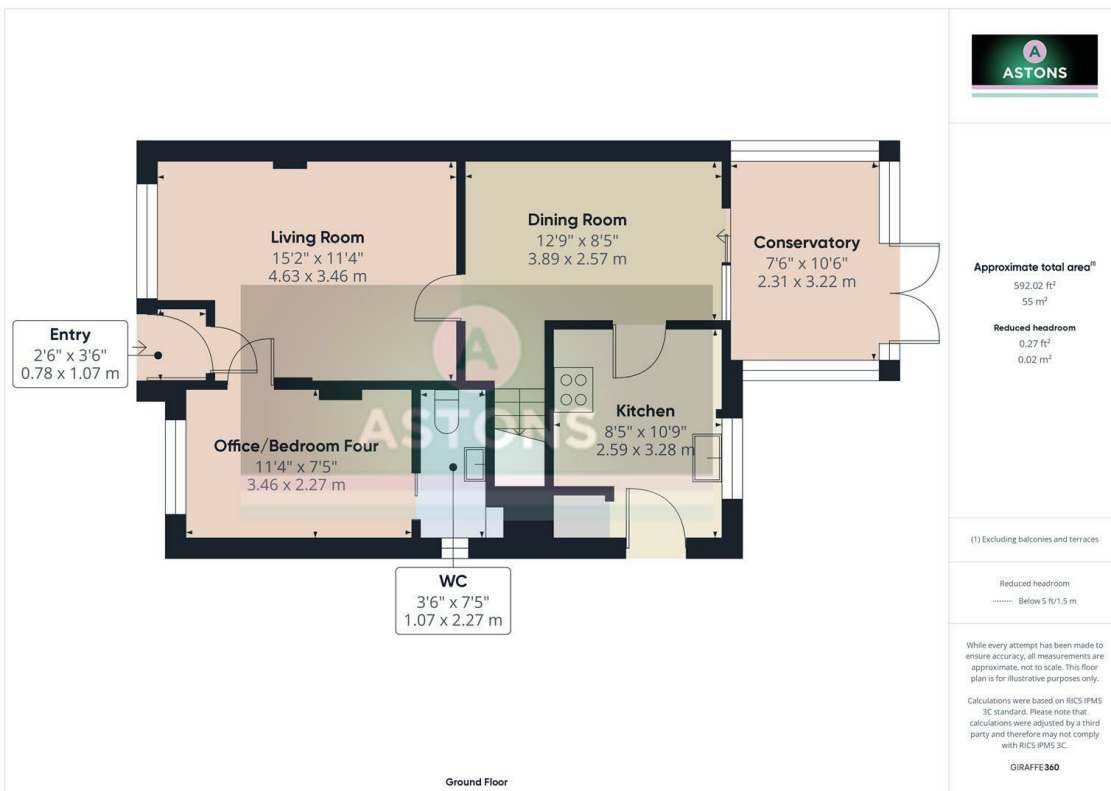 A
ASTONS
Living Room
15'2" x 11'4"
4.63 x 3.46 m
Dining Room
12'9" x 8'5"
3.89 x 2.57 m
Conservatory
7'6" x 10'6"
2.31 x 3.22 m
Entry
2'6" x 3'6"
0.78 x 1.07 m
Kitchen
8'5" x 10'9"
2.59 x 3.28 m
Office/Bedroom Four
11'4" x 7'5"
3.46 x 2.27 m
WC
3'6" x 7'5"
1.07 x 2.27 m
A
ASTONS
Ground Floor
Approximate total area(1)
592.02 ft²
55 m²
Reduced headroom
0.27 ft²
0.02 m²
(1) Excluding balconies and terraces
Reduced headroom
Below 5 ft/1.5 m
While every attempt has been made to
ensure accuracy, all measurements are
approximate, not to scale. This floor
plan is for illustrative purposes only.
Calculations were based on RICS IPMS
3C standard. Please note that
calculations were adjusted by a third
party and therefore may not comply
with RICS IPMS 3C.
GIRAFFE360